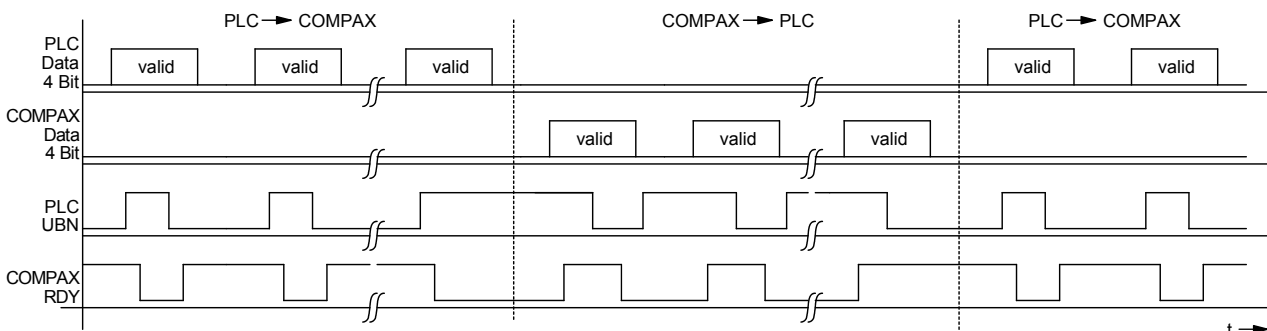 PLC → COMPAX
COMPAX → PLC
PLC → COMPAX
PLC
Data
4 Bit
valid
valid
valid
valid
valid
COMPAX
Data
4 Bit
valid
valid
valid
PLC
UBN
COMPAX
RDY
t